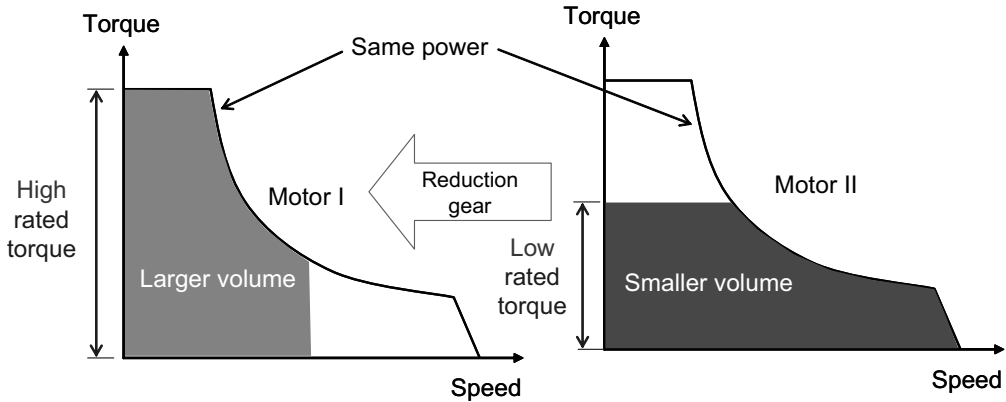 Torque
Same power
Torque
High
rated
torque
Motor I
Reduction
gear
Motor II
Low
rated
torque
Larger volume
Smaller volume
Speed
Speed